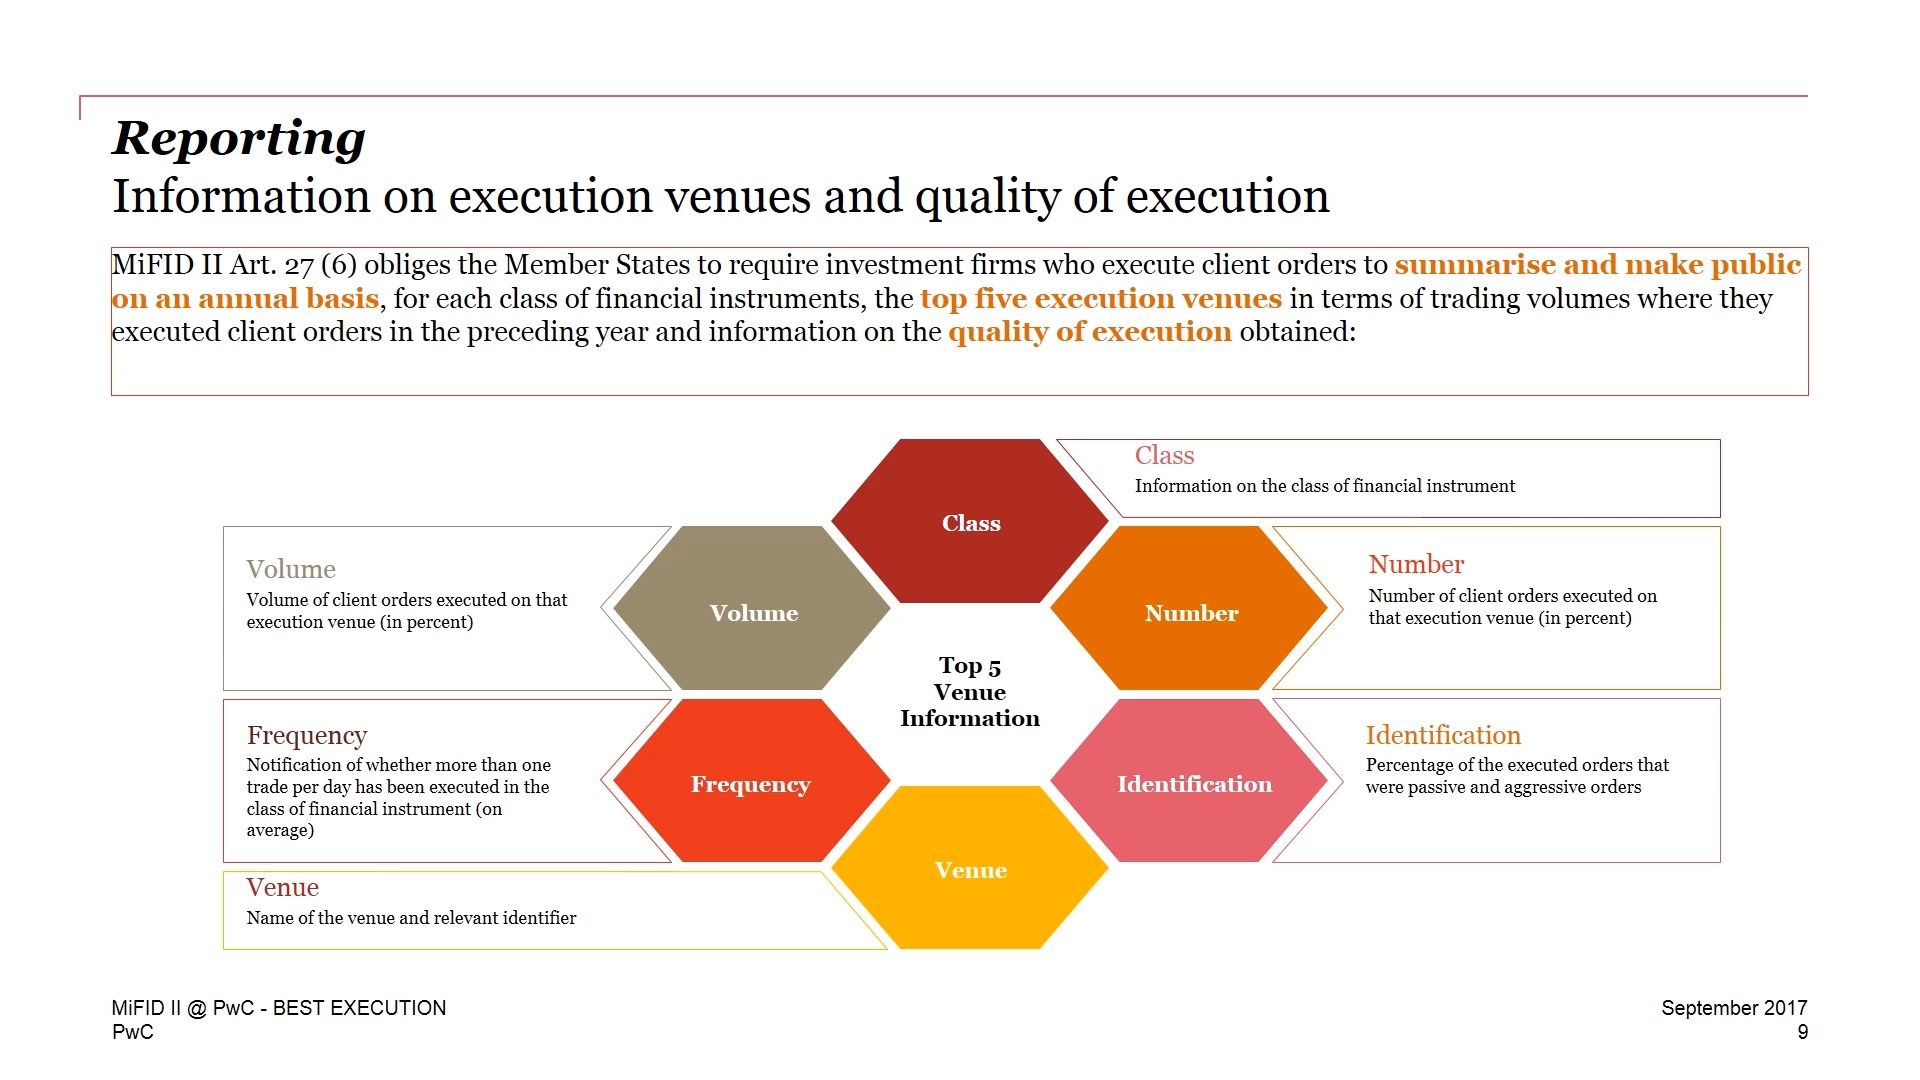 Reporting
Information on execution venues and quality of execution
MiFID II Art. 27 (6) obliges the Member States to require investment firms who execute client orders to summarise and make public
on an annual basis, for each class of financial instruments, the top five execution venues in terms of trading volumes where they
executed client orders in the preceding year and information on the quality of execution obtained:
Class
Class
Information on the class of financial instrument
Volume
Volume of client orders executed on that
execution venue (in percent)
Volume
Number
Number
Number of client orders executed on
that execution venue (in percent)
Top 5
Venue
Information
Frequency
Notification of whether more than one
trade per day has been executed in the
class of financial instrument (on
average)
Frequency
Identification
Identification
Percentage of the executed orders that
were passive and aggressive orders
Venue
Venue
Name of the venue and relevant identifier
MiFID II @ PwC - BEST EXECUTION
PwC
September 2017
9